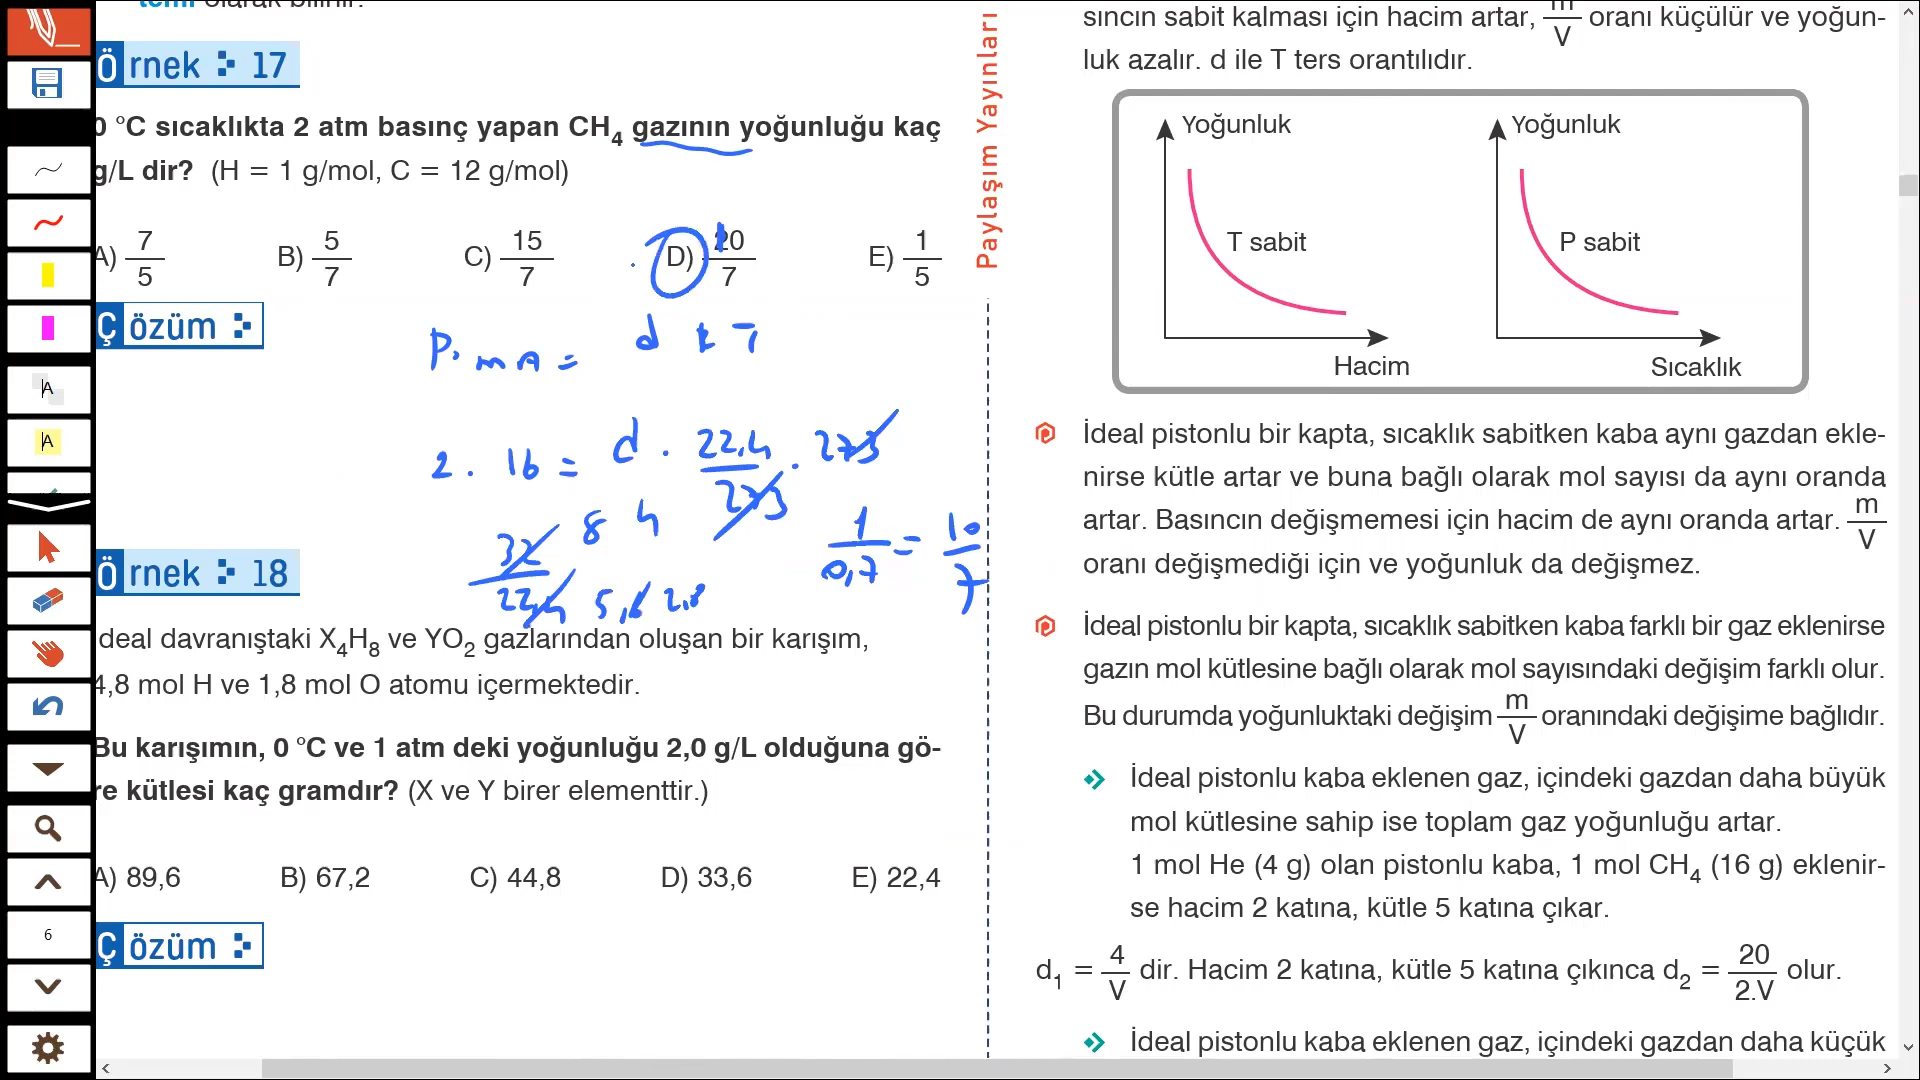 Örnek 17
0 °C sıcaklıkta 2 atm basınç yapan CH4 gazının yoğunluğu kaç
g/L dir? (H = 1 g/mol, C = 12 g/mol)
A) 7/5 B) 5/7 C) 15/7 D) 20/7 E) 1/5
Çözüm
P. mA = d R T
2 . 16 = d . 22,4/273 . 273
32/22,4 8 4 5,6 2,8
1/0,7 = 10/7
Örnek 18
deal davranıştaki X4H8 ve YO2 gazlarından oluşan bir karışım,
4,8 mol H ve 1,8 mol O atomu içermektedir.
Bu karışımın, 0 °C ve 1 atm deki yoğunluğu 2,0 g/L olduğuna gö-
re kütlesi kaç gramdır? (X ve Y birer elementtir.)
A) 89,6 B) 67,2 C) 44,8 D) 33,6 E) 22,4
Çözüm
Paylaşım Yayınları
sıncın sabit kalması için hacim artar, m/V oranı küçülür ve yoğun-
luk azalır. d ile T ters orantılıdır.
Yoğunluk
T sabit
Hacim
Yoğunluk
P sabit
Sıcaklık
İdeal pistonlu bir kapta, sıcaklık sabitken kaba aynı gazdan ekle-
nirse kütle artar ve buna bağlı olarak mol sayısı da aynı oranda
artar. Basıncın değişmemesi için hacim de aynı oranda artar. m/V
oranı değişmediği için ve yoğunluk da değişmez.
İdeal pistonlu bir kapta, sıcaklık sabitken kaba farklı bir gaz eklenirse
gazın mol kütlesine bağlı olarak mol sayısındaki değişim farklı olur.
Bu durumda yoğunluktaki değişim m/V oranındaki değişime bağlıdır.
İdeal pistonlu kaba eklenen gaz, içindeki gazdan daha büyük
mol kütlesine sahip ise toplam gaz yoğunluğu artar.
1 mol He (4 g) olan pistonlu kaba, 1 mol CH4 (16 g) eklenir-
se hacim 2 katına, kütle 5 katına çıkar.
d1 = 4/V dir. Hacim 2 katına, kütle 5 katına çıkınca d2 = 20/2.V olur.
İdeal pistonlu kaba eklenen gaz, içindeki gazdan daha küçük
A
A
6